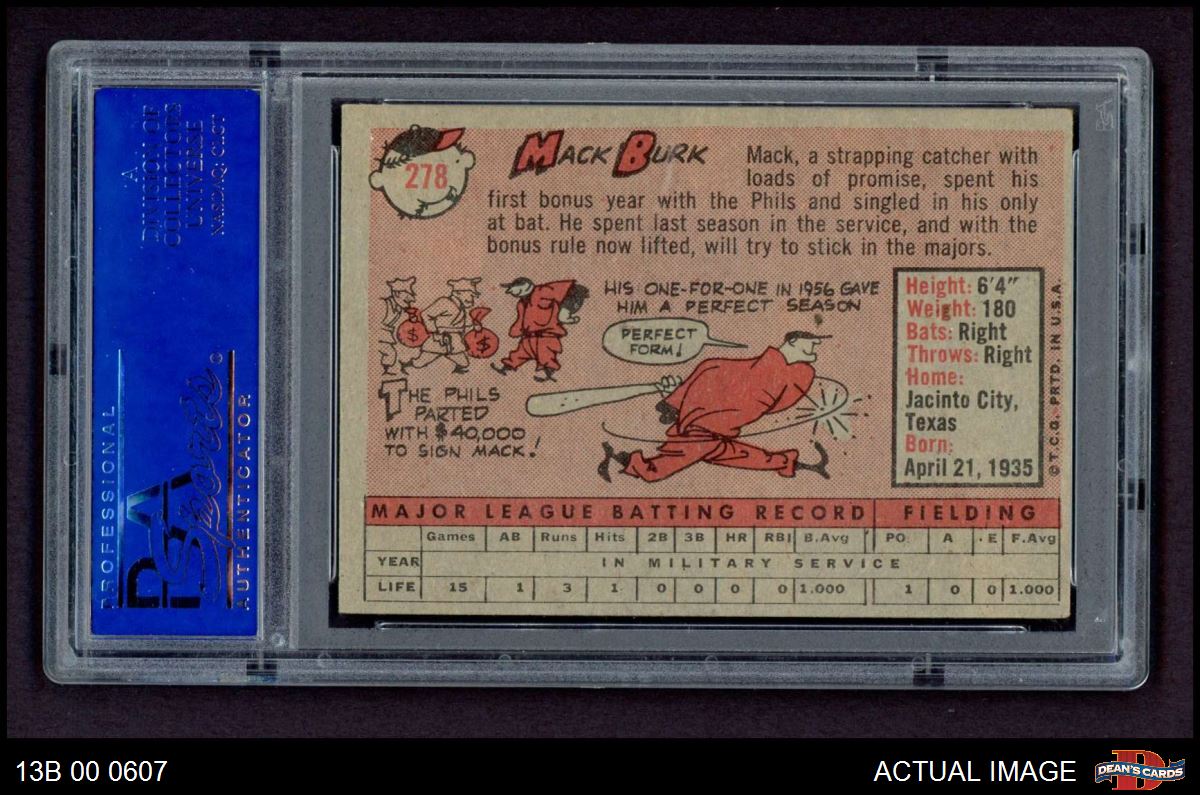 A
DIVISION OF
COLLECTORS
UNIVERSE
NASDAQ: CLCT
PROFESSIONAL
PSA
Sports
AUTHENTICATOR
278
MACK BURK
Mack, a strapping catcher with
loads of promise, spent his
first bonus year with the Phils and singled in his only
at bat. He spent last season in the service, and with the
bonus rule now lifted, will try to stick in the majors.
$ $
THE PHILS
PARTED
WITH $40,000
TO SIGN MACK!
HIS ONE-FOR-ONE IN 1956 GAVE
HIM A PERFECT SEASON
PERFECT
FORM!
Height: 6'4"
Weight: 180
Bats: Right
Throws: Right
Home:
Jacinto City,
Texas
Born:
April 21, 1935
© T.C.G. PRTD. IN U.S.A.
MAJOR LEAGUE BATTING RECORD FIELDING
Games AB Runs Hits 2B 3B HR RBI B.Avg PO A E F.Avg
YEAR IN MILITARY SERVICE
LIFE 15 1 3 1 0 0 0 0 1.000 1 0 0 1.000
13B 00 0607
ACTUAL IMAGE
D
DEAN'S CARDS